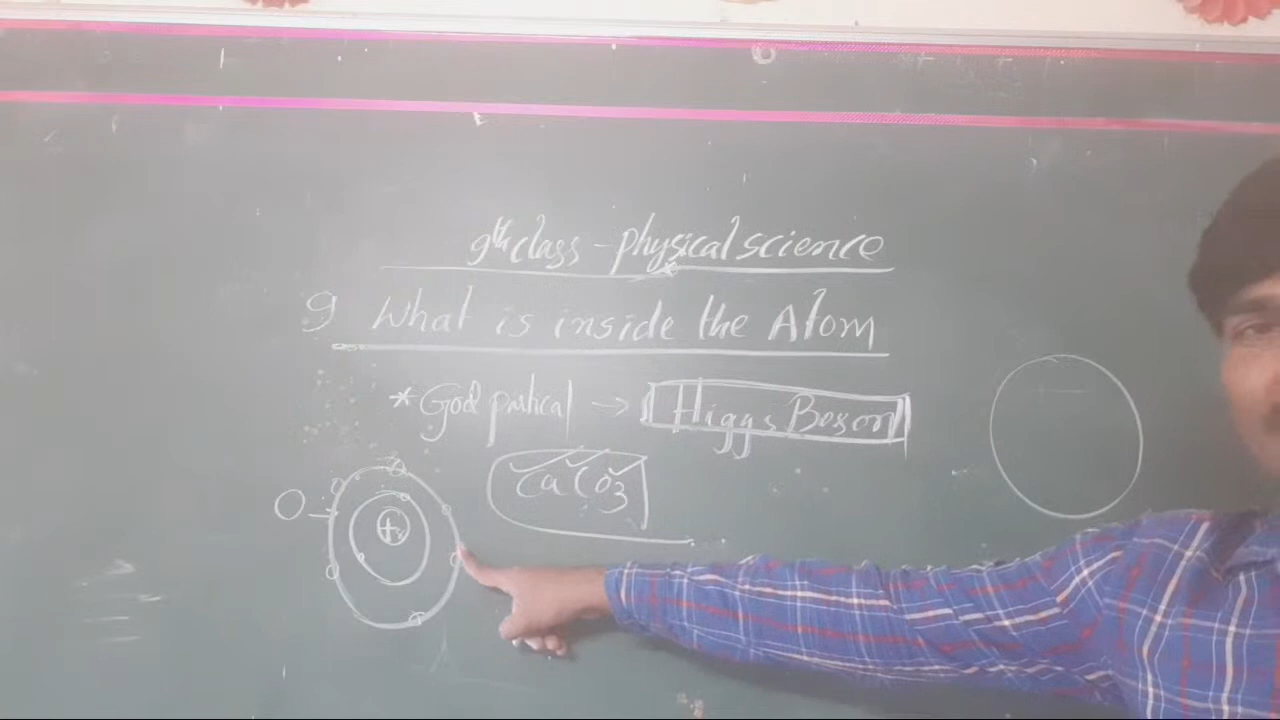 9th class - physical science
9 What is inside the Atom
* God partical → Higgs Boson
CaCO3
O
+